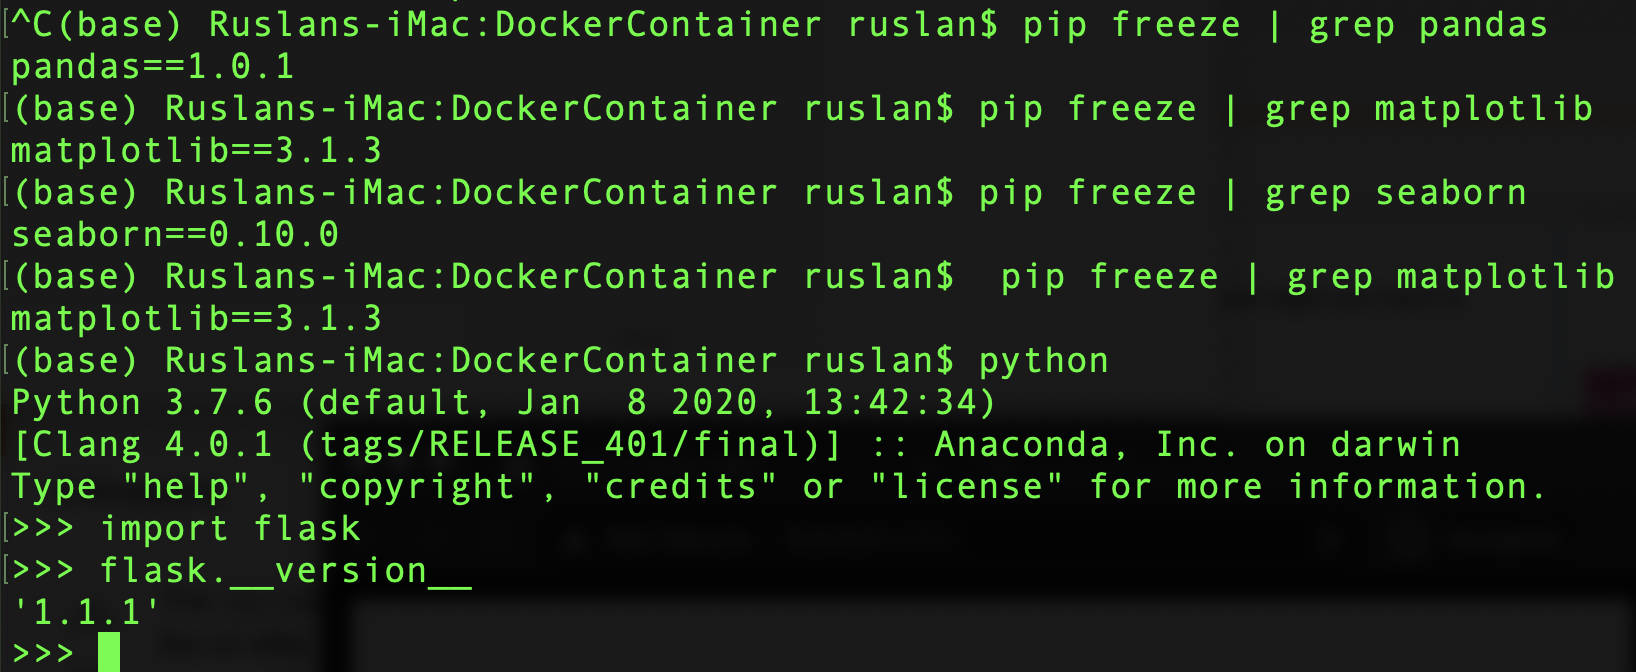 ^C(base) Ruslans-iMac:DockerContainer ruslan$ pip freeze | grep pandas
pandas==1.0.1
[(base) Ruslans-iMac:DockerContainer ruslan$ pip freeze | grep matplotlib
matplotlib==3.1.3
[(base) Ruslans-iMac:DockerContainer ruslan$ pip freeze | grep seaborn
seaborn==0.10.0
[(base) Ruslans-iMac:DockerContainer ruslan$  pip freeze | grep matplotlib
matplotlib==3.1.3
[(base) Ruslans-iMac:DockerContainer ruslan$ python
Python 3.7.6 (default, Jan  8 2020, 13:42:34)
[Clang 4.0.1 (tags/RELEASE_401/final)] :: Anaconda, Inc. on darwin
Type "help", "copyright", "credits" or "license" for more information.
[>>> import flask
[>>> flask.__version__
'1.1.1'
>>>